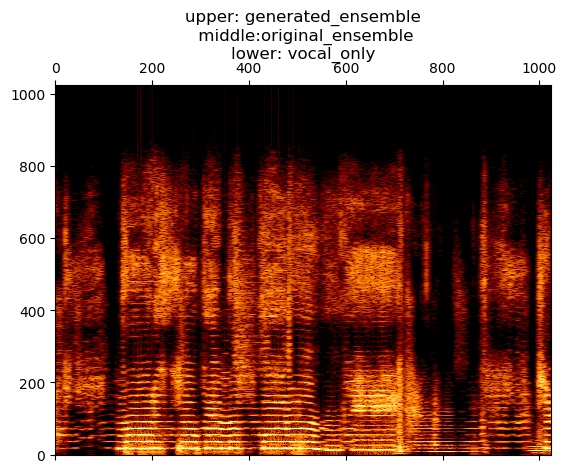 upper: generated_ensemble
middle:original_ensemble
lower: vocal_only
0 200 400 600 800 1000
1000
800
600
400
200
0